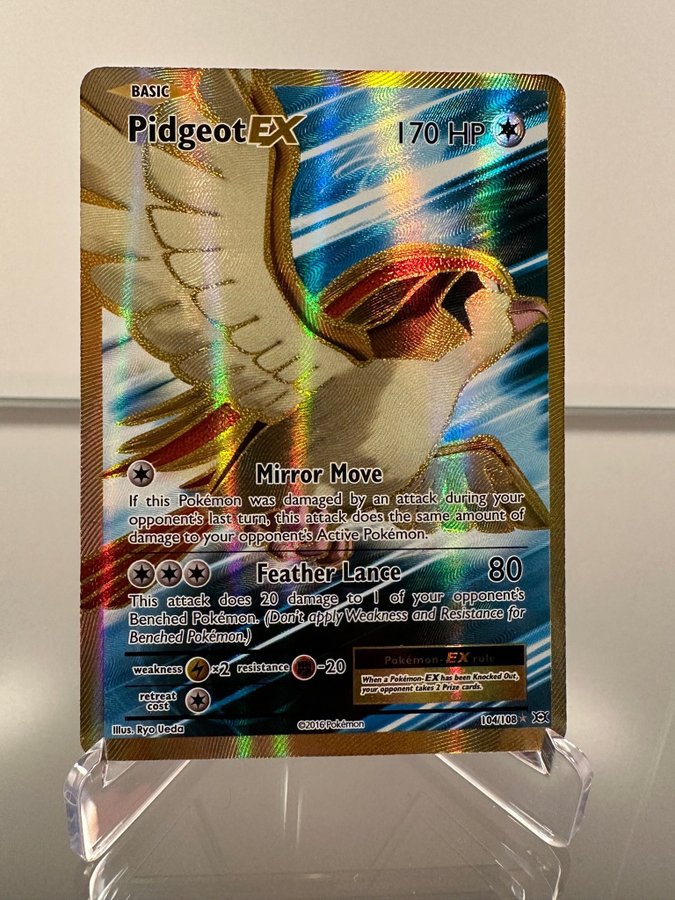 BASIC
PidgeotEX 170 HP
Mirror Move
If this Pokémon was damaged by an attack during your
opponent's last turn, this attack does the same amount of
damage to your opponent's Active Pokémon.
Feather Lance 80
This attack does 20 damage to 1 of your opponent's
Benched Pokémon. (Don't apply Weakness and Resistance for
Benched Pokémon.)
weakness ×2 resistance -20
Pokémon-EX rule
When a Pokémon-EX has been Knocked Out,
your opponent takes 2 Prize cards.
retreat
cost
Illus. Ryo Ueda ©2016 Pokémon 104/108